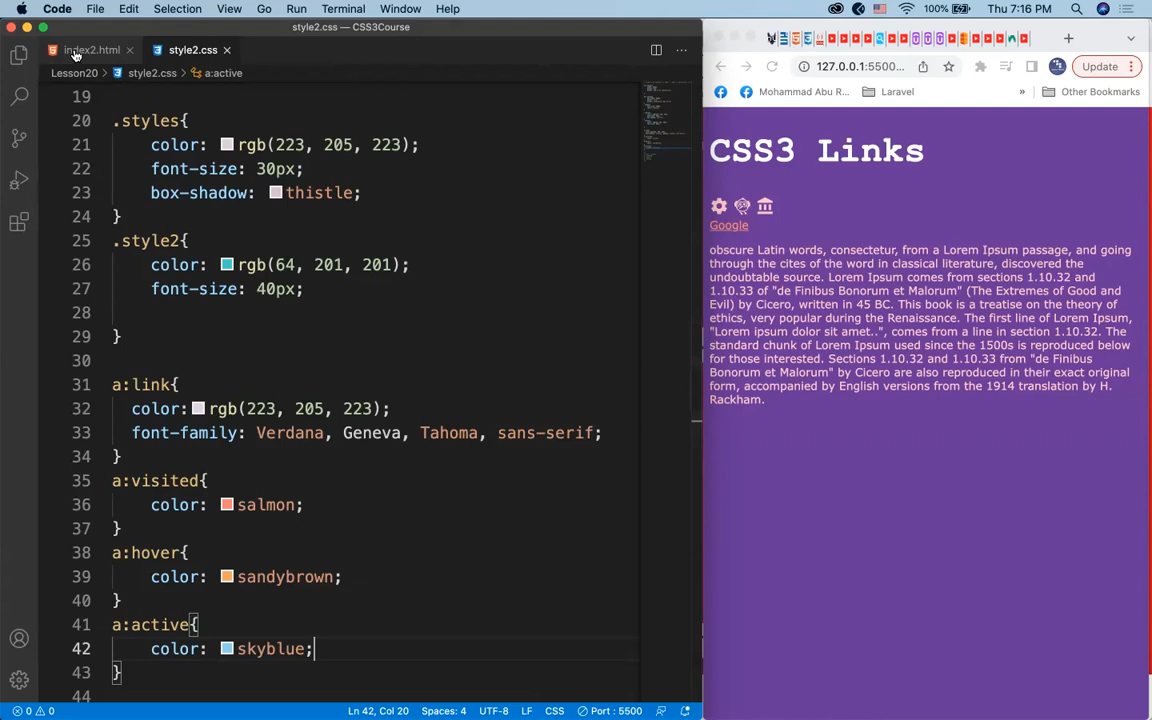 Code File Edit Selection View Go Run Terminal Window Help 100% Thu 7:16 PM
style2.css — CSS3Course
index2.html style2.css
Lesson20 > style2.css > a:active
19
20 .styles{
21 color: rgb(223, 205, 223);
22 font-size: 30px;
23 box-shadow: thistle;
24 }
25 .style2{
26 color: rgb(64, 201, 201);
27 font-size: 40px;
28
29 }
30
31 a:link{
32 color: rgb(223, 205, 223);
33 font-family: Verdana, Geneva, Tahoma, sans-serif;
34 }
35 a:visited{
36 color: salmon;
37 }
38 a:hover{
39 color: sandybrown;
40 }
41 a:active{
42 color: skyblue;
43 }
44
0 0 Ln 42, Col 20 Spaces: 4 UTF-8 LF CSS Port : 5500
127.0.0.1:5500... Update
Mohammad Abu R... Laravel » Other Bookmarks
CSS3 Links
Google
obscure Latin words, consectetur, from a Lorem Ipsum passage, and going
through the cites of the word in classical literature, discovered the
undoubtable source. Lorem Ipsum comes from sections 1.10.32 and
1.10.33 of "de Finibus Bonorum et Malorum" (The Extremes of Good and
Evil) by Cicero, written in 45 BC. This book is a treatise on the theory of
ethics, very popular during the Renaissance. The first line of Lorem Ipsum,
"Lorem ipsum dolor sit amet..", comes from a line in section 1.10.32. The
standard chunk of Lorem Ipsum used since the 1500s is reproduced below
for those interested. Sections 1.10.32 and 1.10.33 from "de Finibus
Bonorum et Malorum" by Cicero are also reproduced in their exact original
form, accompanied by English versions from the 1914 translation by H.
Rackham.